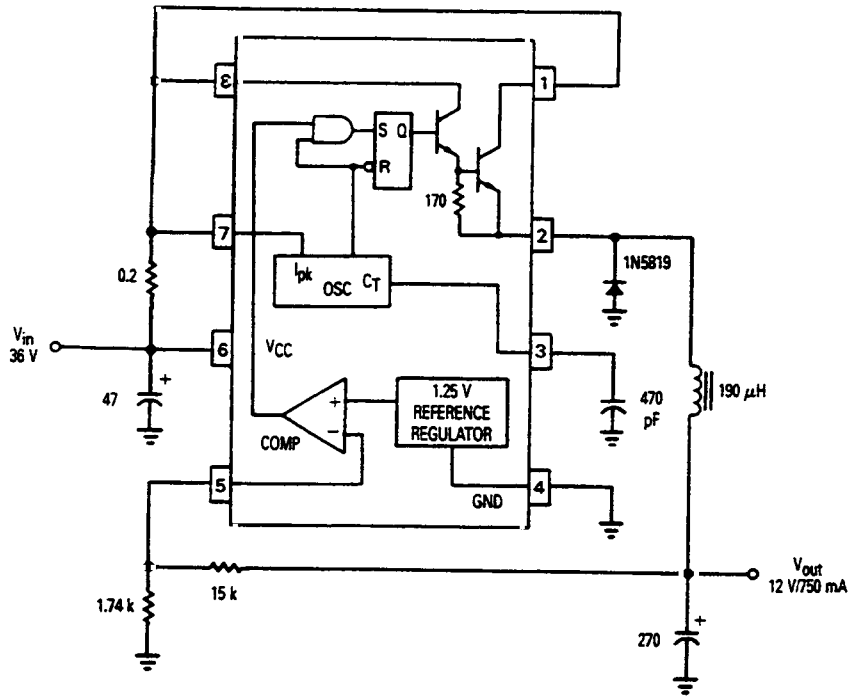 8
1
S Q
R
170
7
2
0.2
Ipk
OSC
CT
1N5819
Vin
36 V
6
VCC
3
47
+
+
−
COMP
1.25 V
REFERENCE
REGULATOR
470
pF
190 μH
5
GND
4
1.74 k
15 k
Vout
12 V/750 mA
270
+